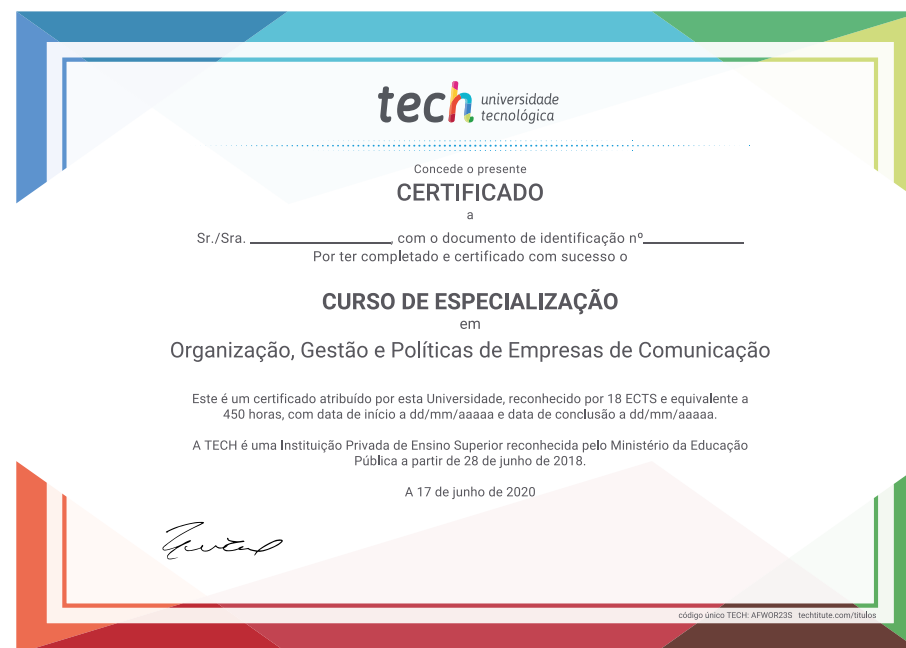 tech universidade
tecnológica
Concede o presente
CERTIFICADO
a
Sr./Sra. ____________, com o documento de identificação nº____________
Por ter completado e certificado com sucesso o
CURSO DE ESPECIALIZAÇÃO
em
Organização, Gestão e Políticas de Empresas de Comunicação
Este é um certificado atribuído por esta Universidade, reconhecido por 18 ECTS e equivalente a
450 horas, com data de início a dd/mm/aaaaa e data de conclusão a dd/mm/aaaaa.
A TECH é uma Instituição Privada de Ensino Superior reconhecida pelo Ministério da Educação
Pública a partir de 28 de junho de 2018.
A 17 de junho de 2020
código único TECH: AFWOR23S techtitute.com/titulos